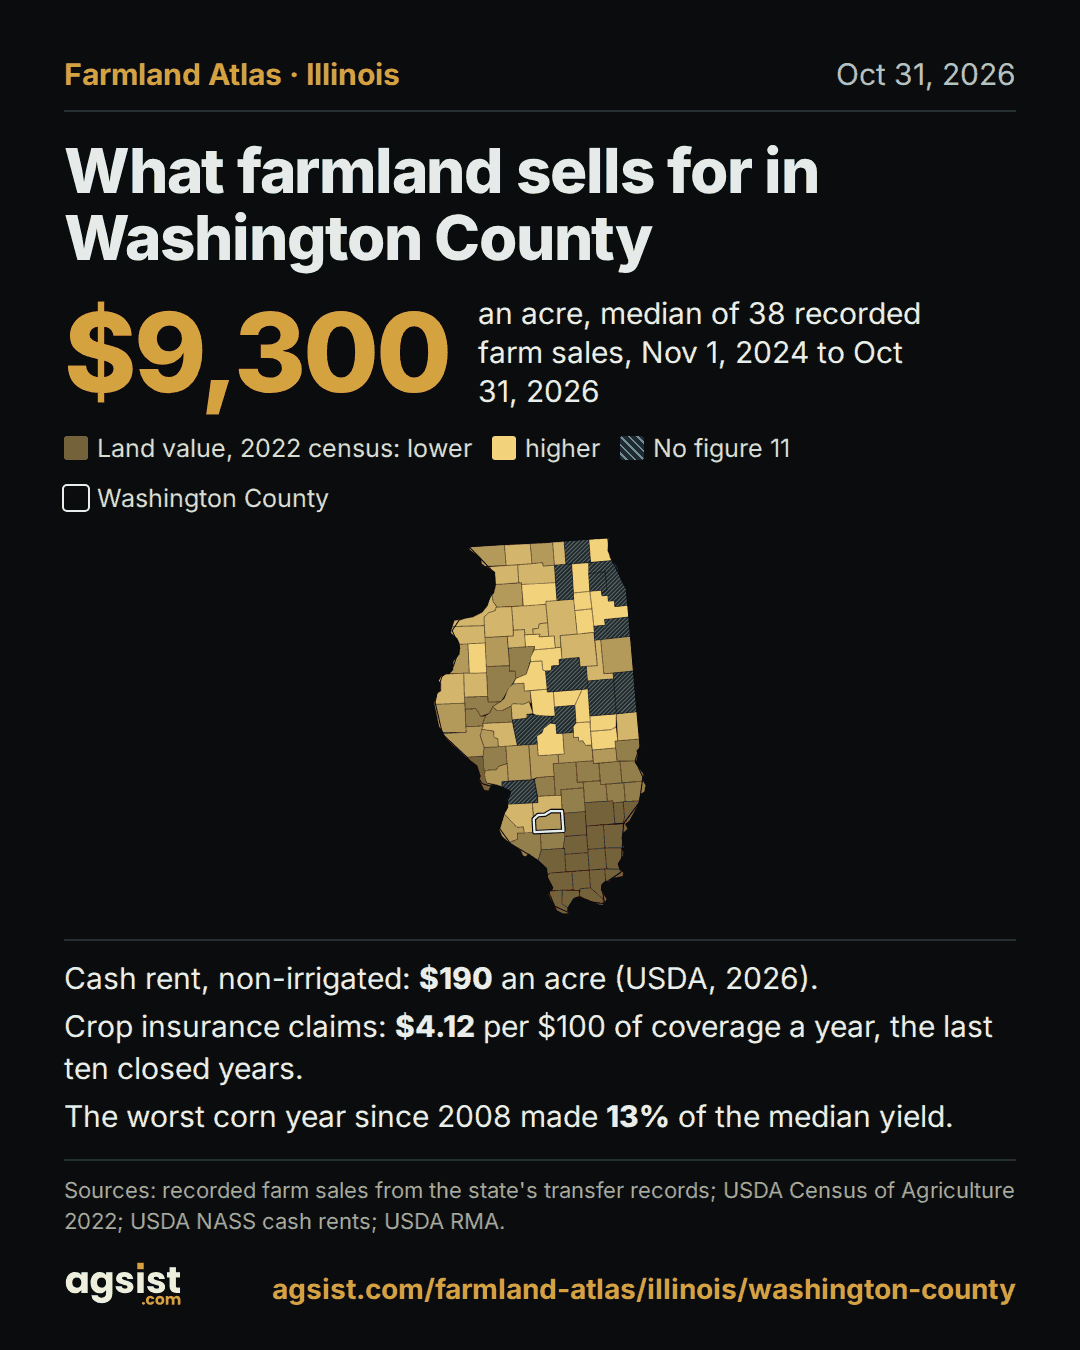 Farmland Atlas · Illinois
Oct 31, 2026
What farmland sells for in
Washington County
$9,300
an acre, median of 38 recorded
farm sales, Nov 1, 2024 to Oct
31, 2026
Land value, 2022 census: lower
higher
No figure 11
Washington County
Cash rent, non-irrigated: $190 an acre (USDA, 2026).
Crop insurance claims: $4.12 per $100 of coverage a year, the last
ten closed years.
The worst corn year since 2008 made 13% of the median yield.
Sources: recorded farm sales from the state's transfer records; USDA Census of Agriculture
2022; USDA NASS cash rents; USDA RMA.
agsist
.com
agsist.com/farmland-atlas/illinois/washington-county